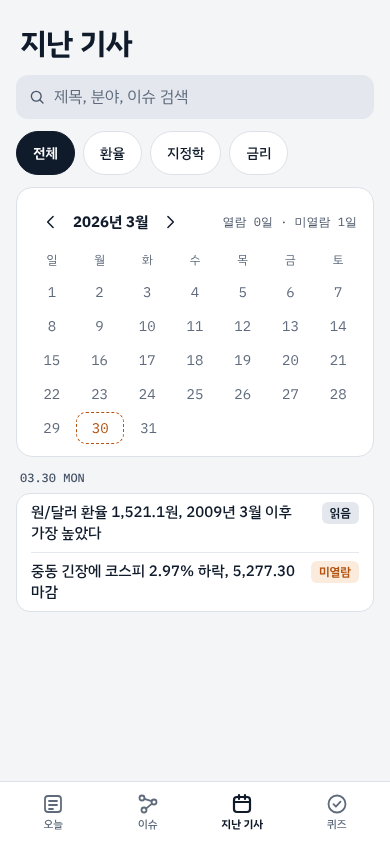 지난 기사
제목, 분야, 이슈 검색
전체 환율 지정학 금리
2026년 3월 열람 0일 · 미열람 1일
일 월 화 수 목 금 토
1 2 3 4 5 6 7
8 9 10 11 12 13 14
15 16 17 18 19 20 21
22 23 24 25 26 27 28
29 30 31
03.30 MON
원/달러 환율 1,521.1원, 2009년 3월 이후 읽음
가장 높았다
중동 긴장에 코스피 2.97% 하락, 5,277.30 미열람
마감
오늘 이슈 지난 기사 퀴즈